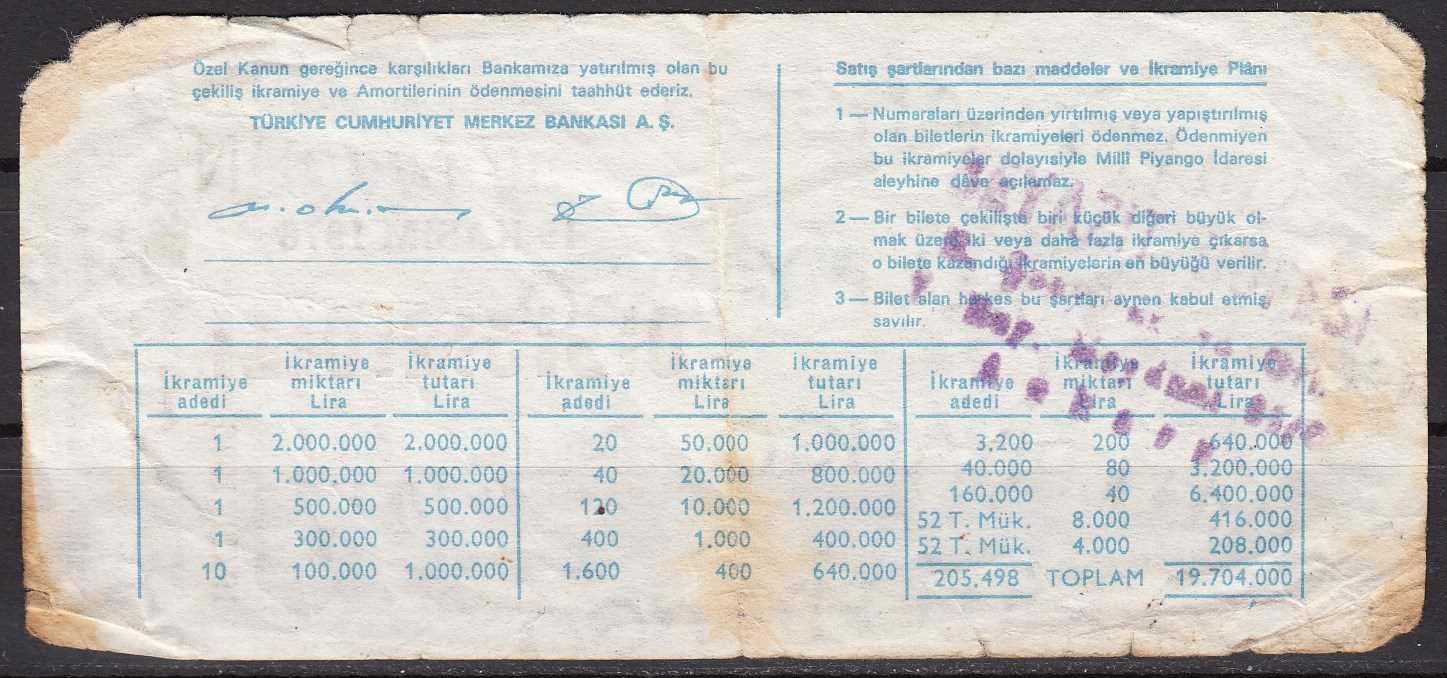 Özel Kanun gereğince karşılıkları Bankamıza yatırılmış olan bu
çekiliş ikramiye ve Amortilerinin ödenmesini taahhüt ederiz.
TÜRKİYE CUMHURİYET MERKEZ BANKASI A. Ş.
Satış şartlarından bazı maddeler ve İkramiye Plânı
1 — Numaraları üzerinden yırtılmış veya yapıştırılmış
olan biletlerin ikramiyeleri ödenmez. Ödenmiyen
bu ikramiyeler dolayısiyle Millî Piyango İdaresi
aleyhine dâva açılamaz.
2 — Bir bilete çekilişte biri küçük diğeri büyük ol-
mak üzere iki veya daha fazla ikramiye çıkarsa
o bilete kazandığı ikramiyelerin en büyüğü verilir.
3 — Bilet alan herkes bu şartları aynen kabul etmiş
sayılır.
İkramiye adedi İkramiye miktarı Lira İkramiye tutarı Lira
1 2.000.000 2.000.000
1 1.000.000 1.000.000
1 500.000 500.000
1 300.000 300.000
10 100.000 1.000.000
İkramiye adedi İkramiye miktarı Lira İkramiye tutarı Lira
20 50.000 1.000.000
40 20.000 800.000
120 10.000 1.200.000
400 1.000 400.000
1.600 400 640.000
İkramiye adedi İkramiye miktarı Lira İkramiye tutarı Lira
3.200 200 640.000
40.000 80 3.200.000
160.000 40 6.400.000
52 T. Mük. 8.000 416.000
52 T. Mük. 4.000 208.000
205.498 TOPLAM 19.704.000